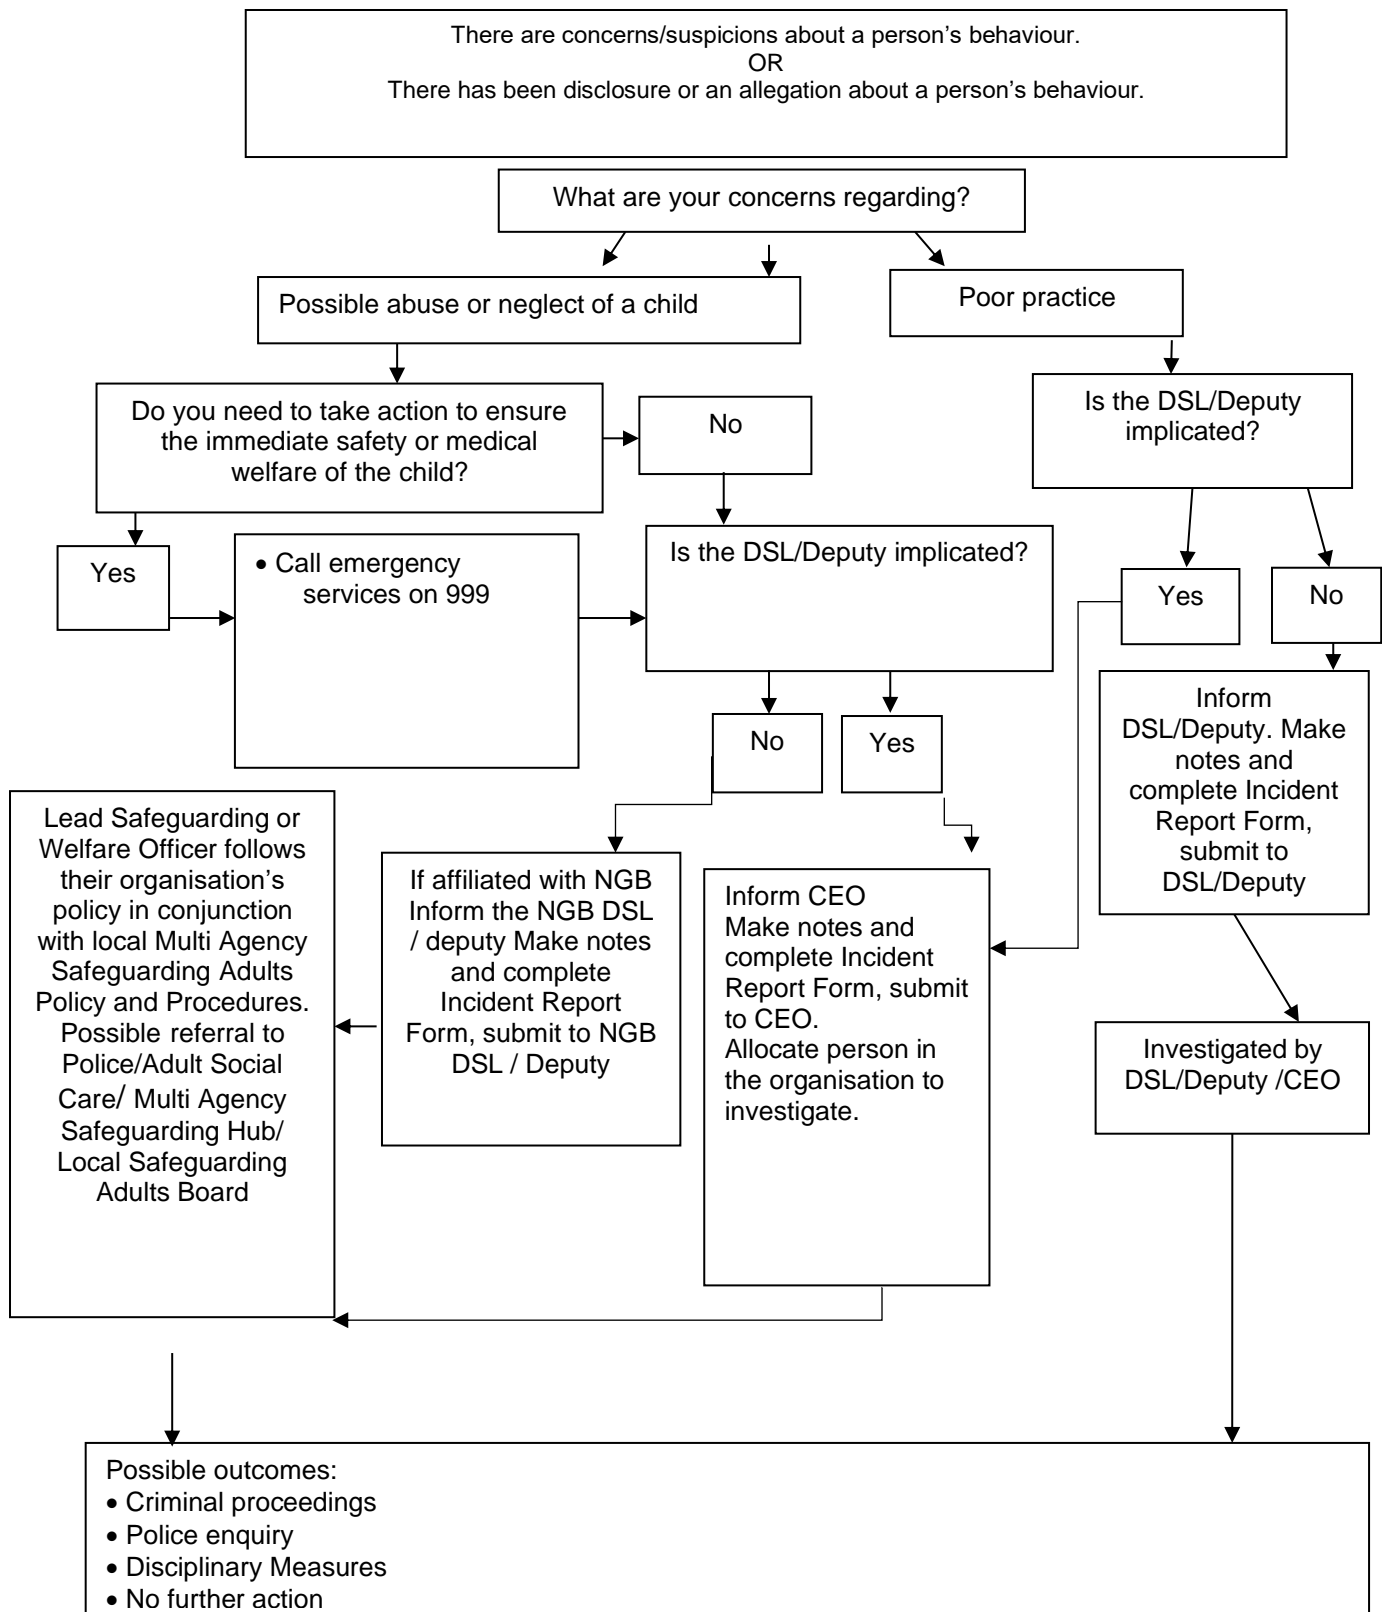 There are concerns/suspicions about a person’s behaviour.
OR
There has been disclosure or an allegation about a person’s behaviour.
What are your concerns regarding?
Possible abuse or neglect of a child
Poor practice
Do you need to take action to ensure
the immediate safety or medical
welfare of the child?
No
Is the DSL/Deputy
implicated?
Yes
• Call emergency
services on 999
Is the DSL/Deputy implicated?
Yes
No
No
Yes
Inform
DSL/Deputy. Make
notes and
complete Incident
Report Form,
submit to
DSL/Deputy
Lead Safeguarding or
Welfare Officer follows
their organisation’s
policy in conjunction
with local Multi Agency
Safeguarding Adults
Policy and Procedures.
Possible referral to
Police/Adult Social
Care/ Multi Agency
Safeguarding Hub/
Local Safeguarding
Adults Board
If affiliated with NGB
Inform the NGB DSL
/ deputy Make notes
and complete
Incident Report
Form, submit to NGB
DSL / Deputy
Inform CEO
Make notes and
complete Incident
Report Form, submit
to CEO.
Allocate person in
the organisation to
investigate.
Investigated by
DSL/Deputy /CEO
Possible outcomes:
• Criminal proceedings
• Police enquiry
• Disciplinary Measures
• No further action